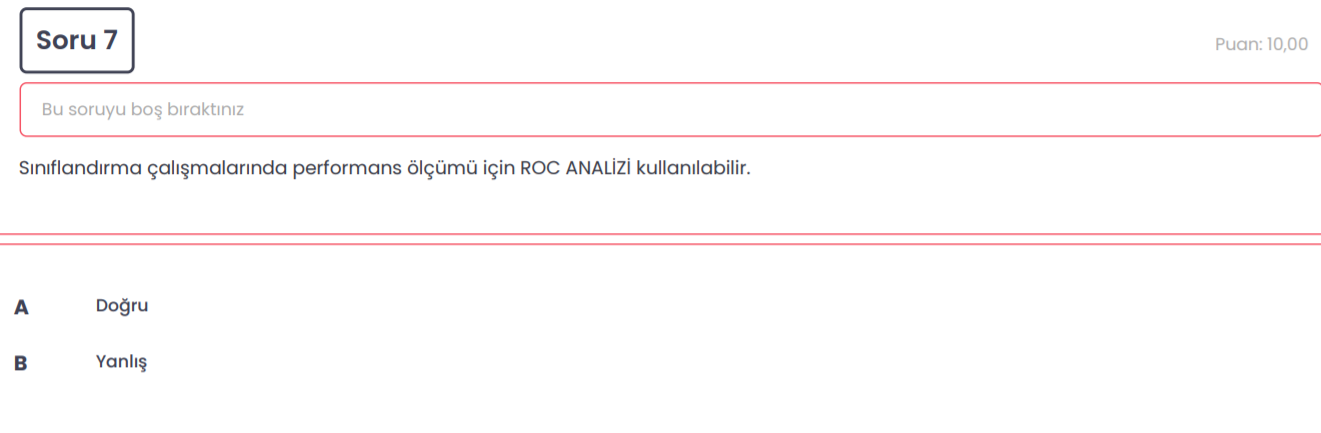 Soru 7
Puan: 10,00
Bu soruyu boş bıraktınız
Sınıflandırma çalışmalarında performans ölçümü için ROC ANALİZİ kullanılabilir.
A Doğru
B Yanlış